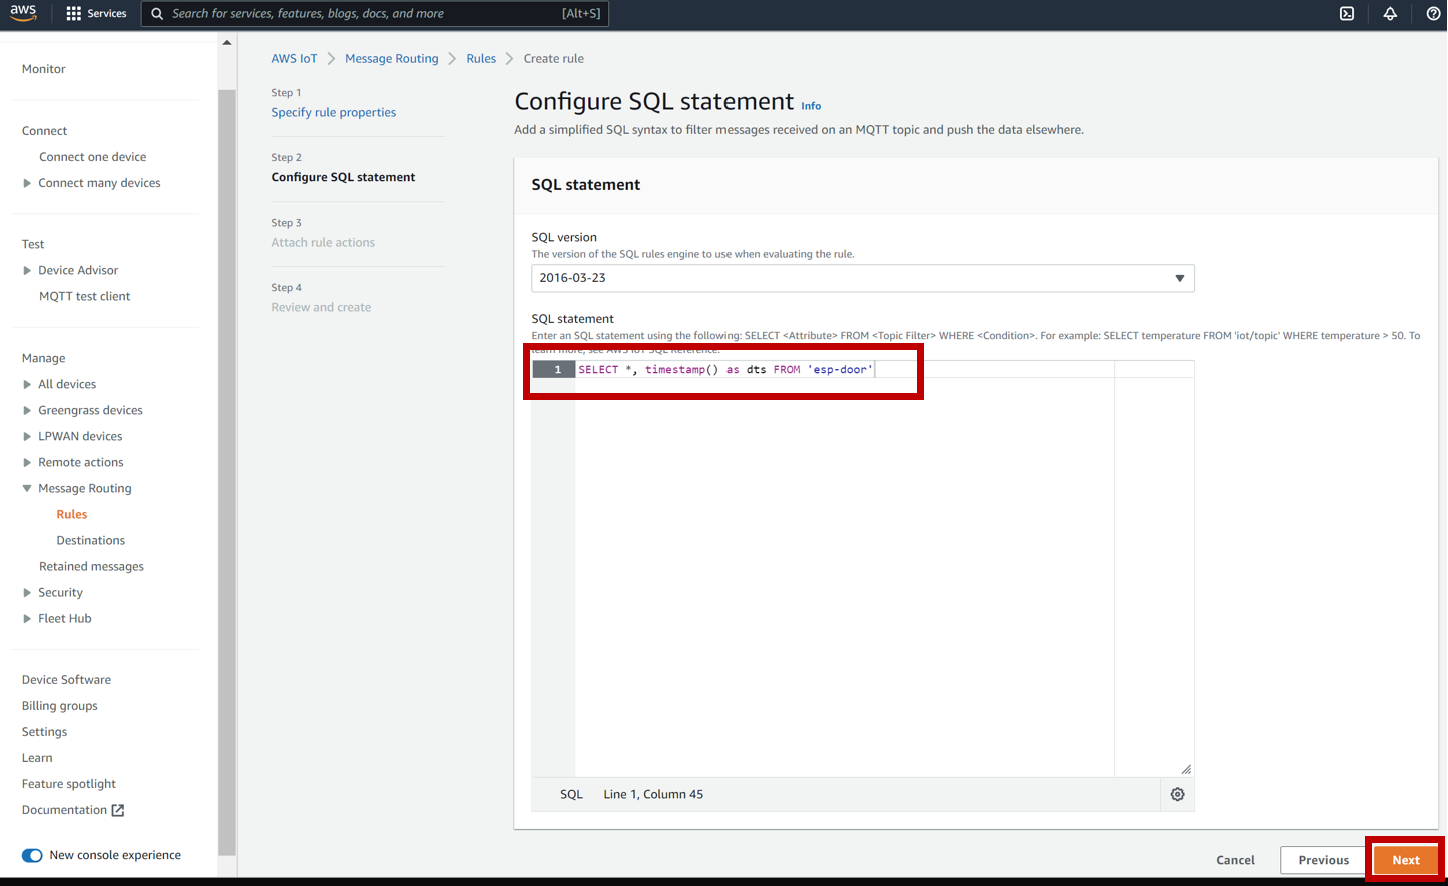 aws
Services
Search for services, features, blogs, docs, and more
[Alt+S]
Monitor
Connect
Connect one device
Connect many devices
Test
Device Advisor
MQTT test client
Manage
All devices
Greengrass devices
LPWAN devices
Remote actions
Message Routing
Rules
Destinations
Retained messages
Security
Fleet Hub
Device Software
Billing groups
Settings
Learn
Feature spotlight
Documentation
New console experience
AWS IoT > Message Routing > Rules > Create rule
Step 1
Specify rule properties
Step 2
Configure SQL statement
Step 3
Attach rule actions
Step 4
Review and create
Configure SQL statement Info
Add a simplified SQL syntax to filter messages received on an MQTT topic and push the data elsewhere.
SQL statement
SQL version
The version of the SQL rules engine to use when evaluating the rule.
2016-03-23
SQL statement
Enter an SQL statement using the following: SELECT <Attribute> FROM <Topic Filter> WHERE <Condition>. For example: SELECT temperature FROM 'iot/topic' WHERE temperature > 50. To
learn more, see AWS IoT SQL Reference.
1 SELECT *, timestamp() as dts FROM 'esp-door'
SQL Line 1, Column 45
Cancel
Previous
Next